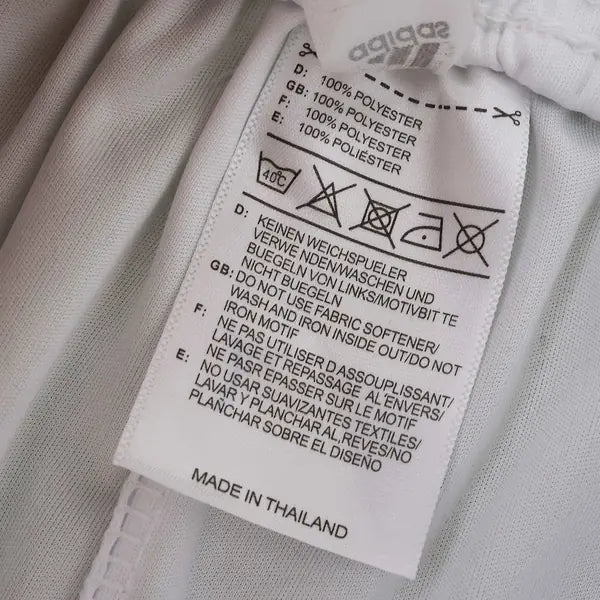 adidas
D: 100% POLYESTER
GB: 100% POLYESTER
F: 100% POLYESTER
E: 100% POLIÉSTER
40°C
D: KEINEN WEICHSPUELER
VERWE NDEN/WASCHEN UND
BUEGELN VON LINKS/MOTIVBIT TE
NICHT BUEGELN
GB: DO NOT USE FABRIC SOFTENER/
WASH AND IRON INSIDE OUT/DO NOT
IRON MOTIF
F: NE PAS UTILISER D ASSOUPLISSANT/
LAVAGE ET REPASSAGE AL'ENVERS/
NE PASR EPASSER SUR LE MOTIF
E: NO USAR SUAVIZANTES TEXTILES/
LAVAR Y PLANCHAR AL,REVES/NO
PLANCHAR SOBRE EL DISEÑO
MADE IN THAILAND